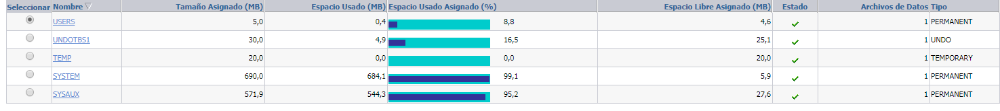 Seleccionar Nombre Tamaño Asignado (MB) Espacio Usado (MB) Espacio Usado Asignado (%) Espacio Libre Asignado (MB) Estado Archivos de Datos Tipo
USERS 5,0 0,4 8,8 4,6 1 PERMANENT
UNDOTBS1 30,0 4,9 16,5 25,1 1 UNDO
TEMP 20,0 0,0 0,0 20,0 1 TEMPORARY
SYSTEM 690,0 684,1 99,1 5,9 1 PERMANENT
SYSAUX 571,9 544,3 95,2 27,6 1 PERMANENT